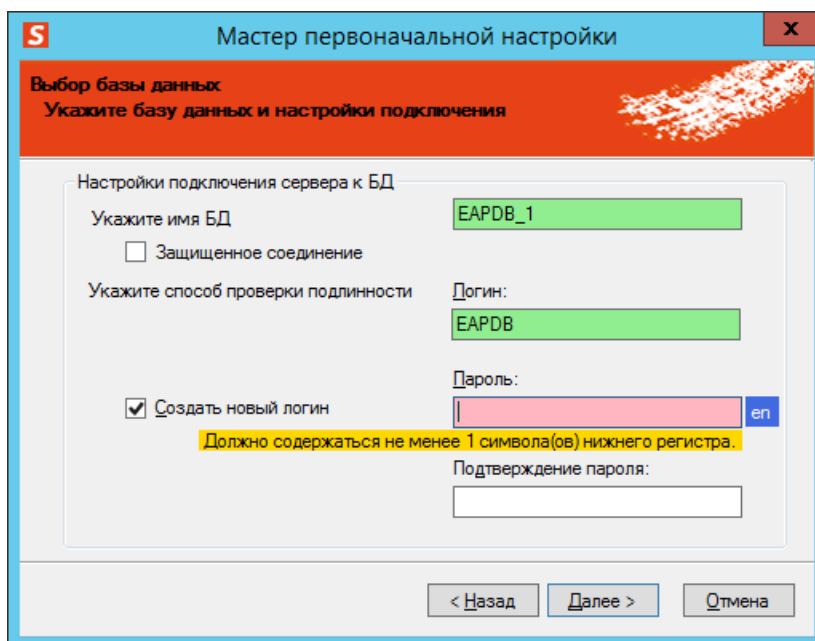 S
Мастер первоначальной настройки
x
Выбор базы данных
Укажите базу данных и настройки подключения
Настройки подключения сервера к БД
Укажите имя БД
EAPDB_1
Защищенное соединение
Укажите способ проверки подлинности
Логин:
EAPDB
Пароль:
Создать новый логин
en
Должно содержаться не менее 1 символа(ов) нижнего регистра.
Подтверждение пароля:
< Назад
Далее >
Отмена